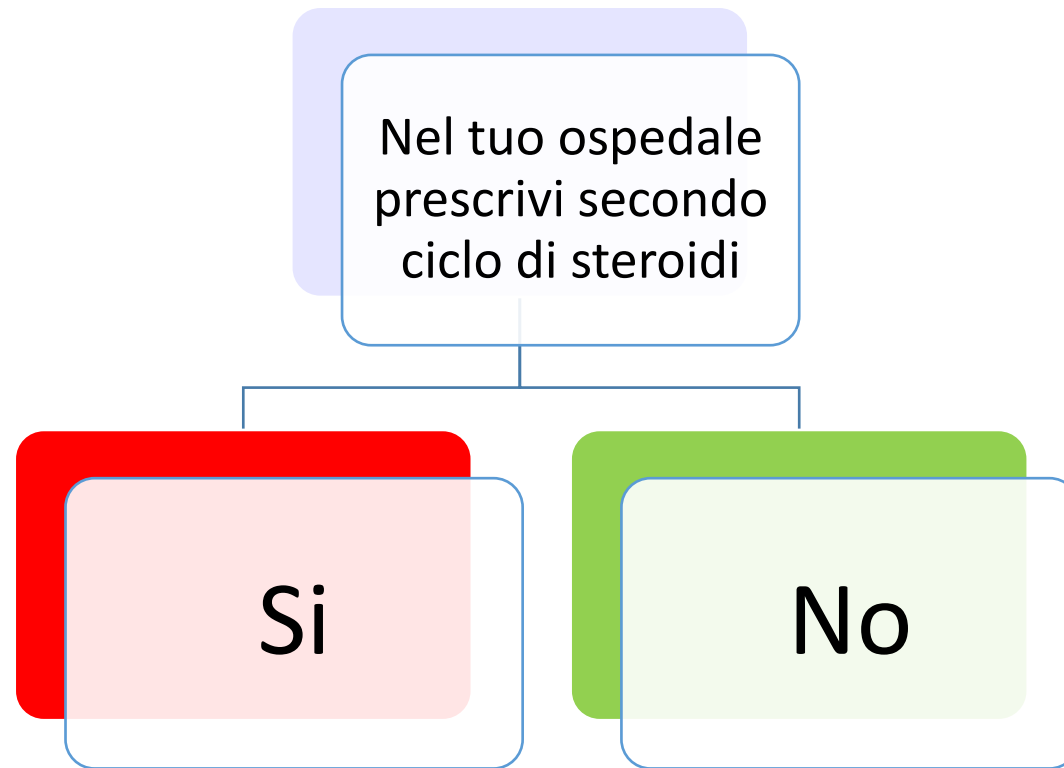 Nel tuo ospedale
prescrivi secondo
ciclo di steroidi
Si
No